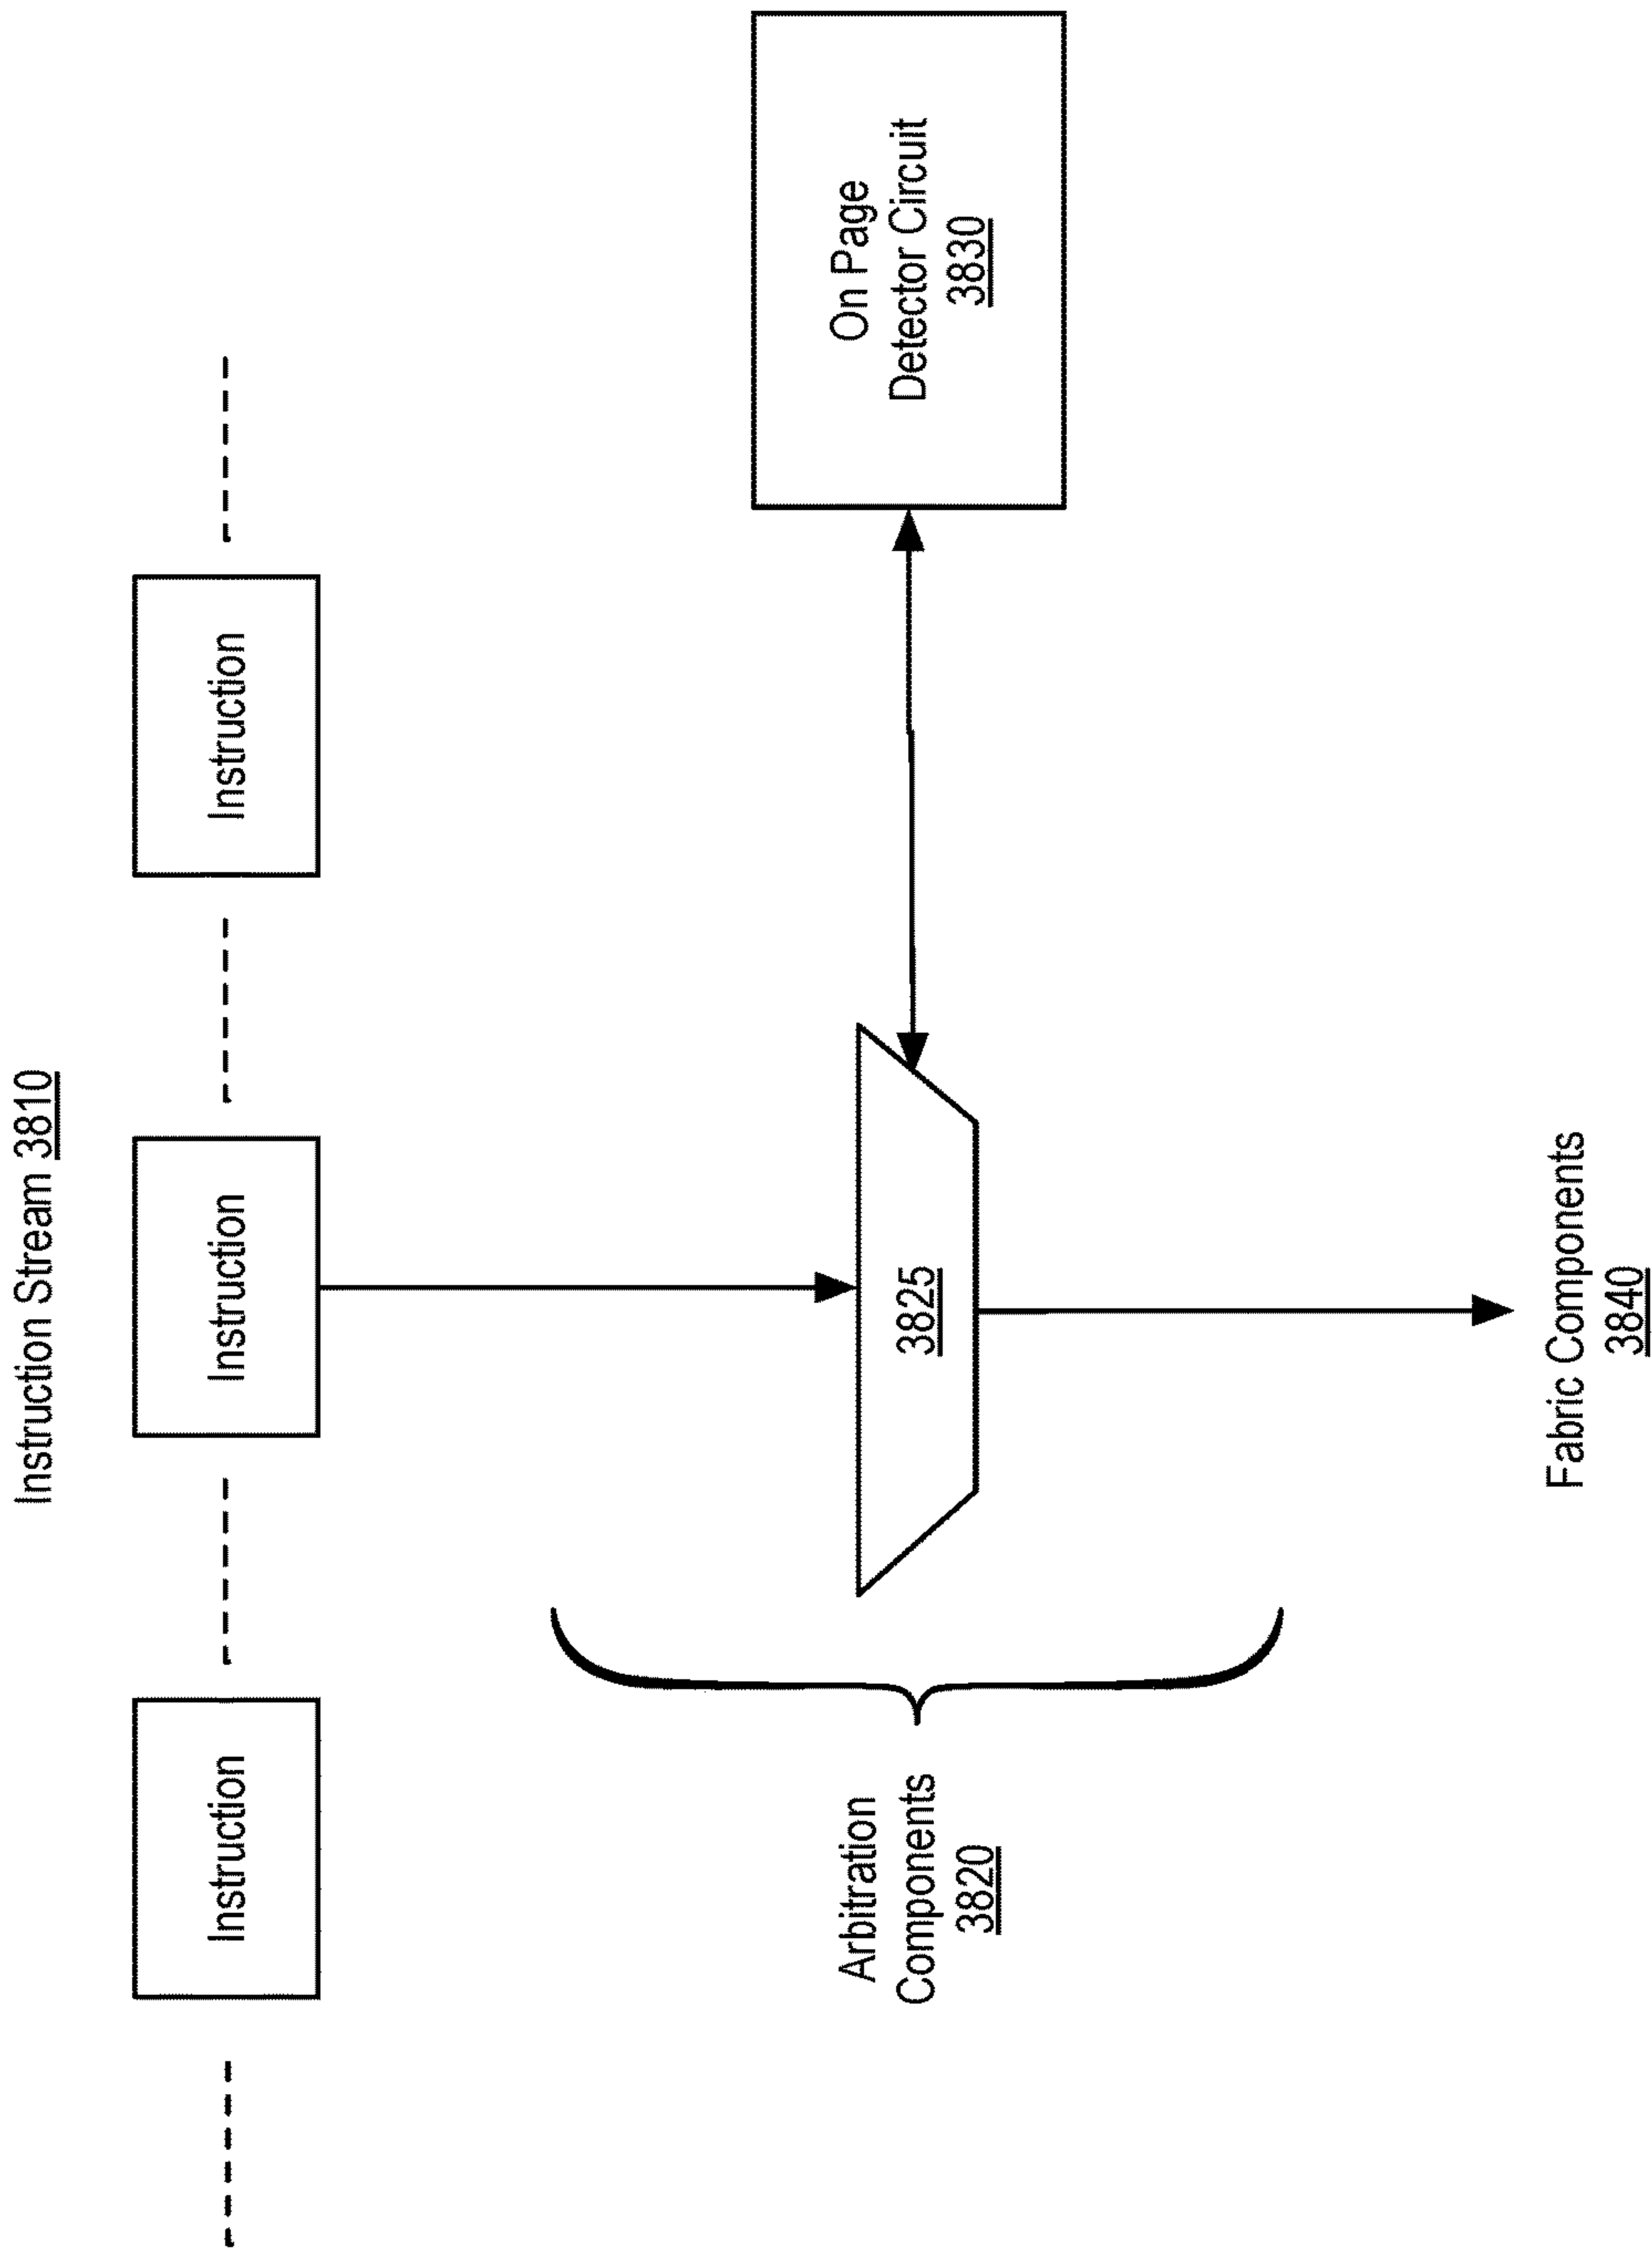 Instruction Stream 3810
Instruction
Instruction
Instruction
Arbitration
Components
3820
3825
On Page
Detector Circuit
3830
Fabric Components
3840